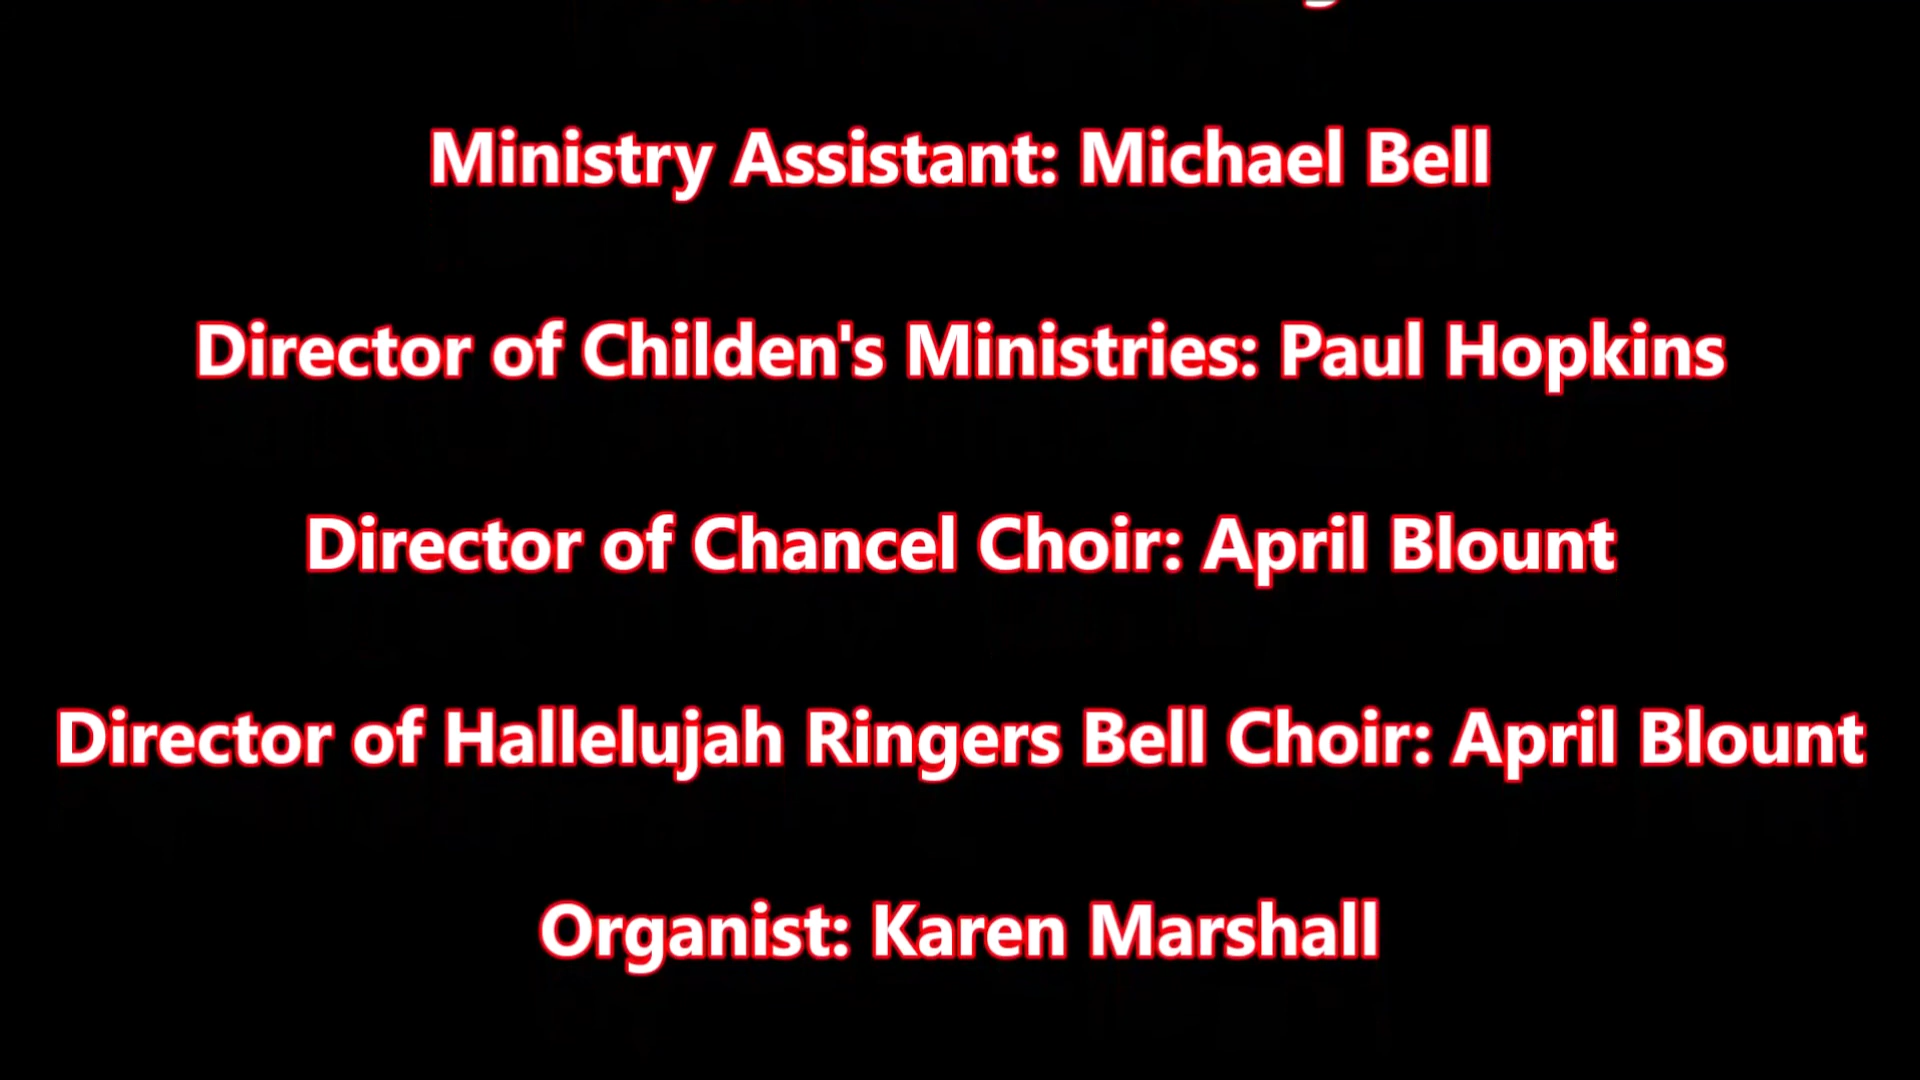 Ministry Assistant: Michael Bell
Director of Childen's Ministries: Paul Hopkins
Director of Chancel Choir: April Blount
Director of Hallelujah Ringers Bell Choir: April Blount
Organist: Karen Marshall